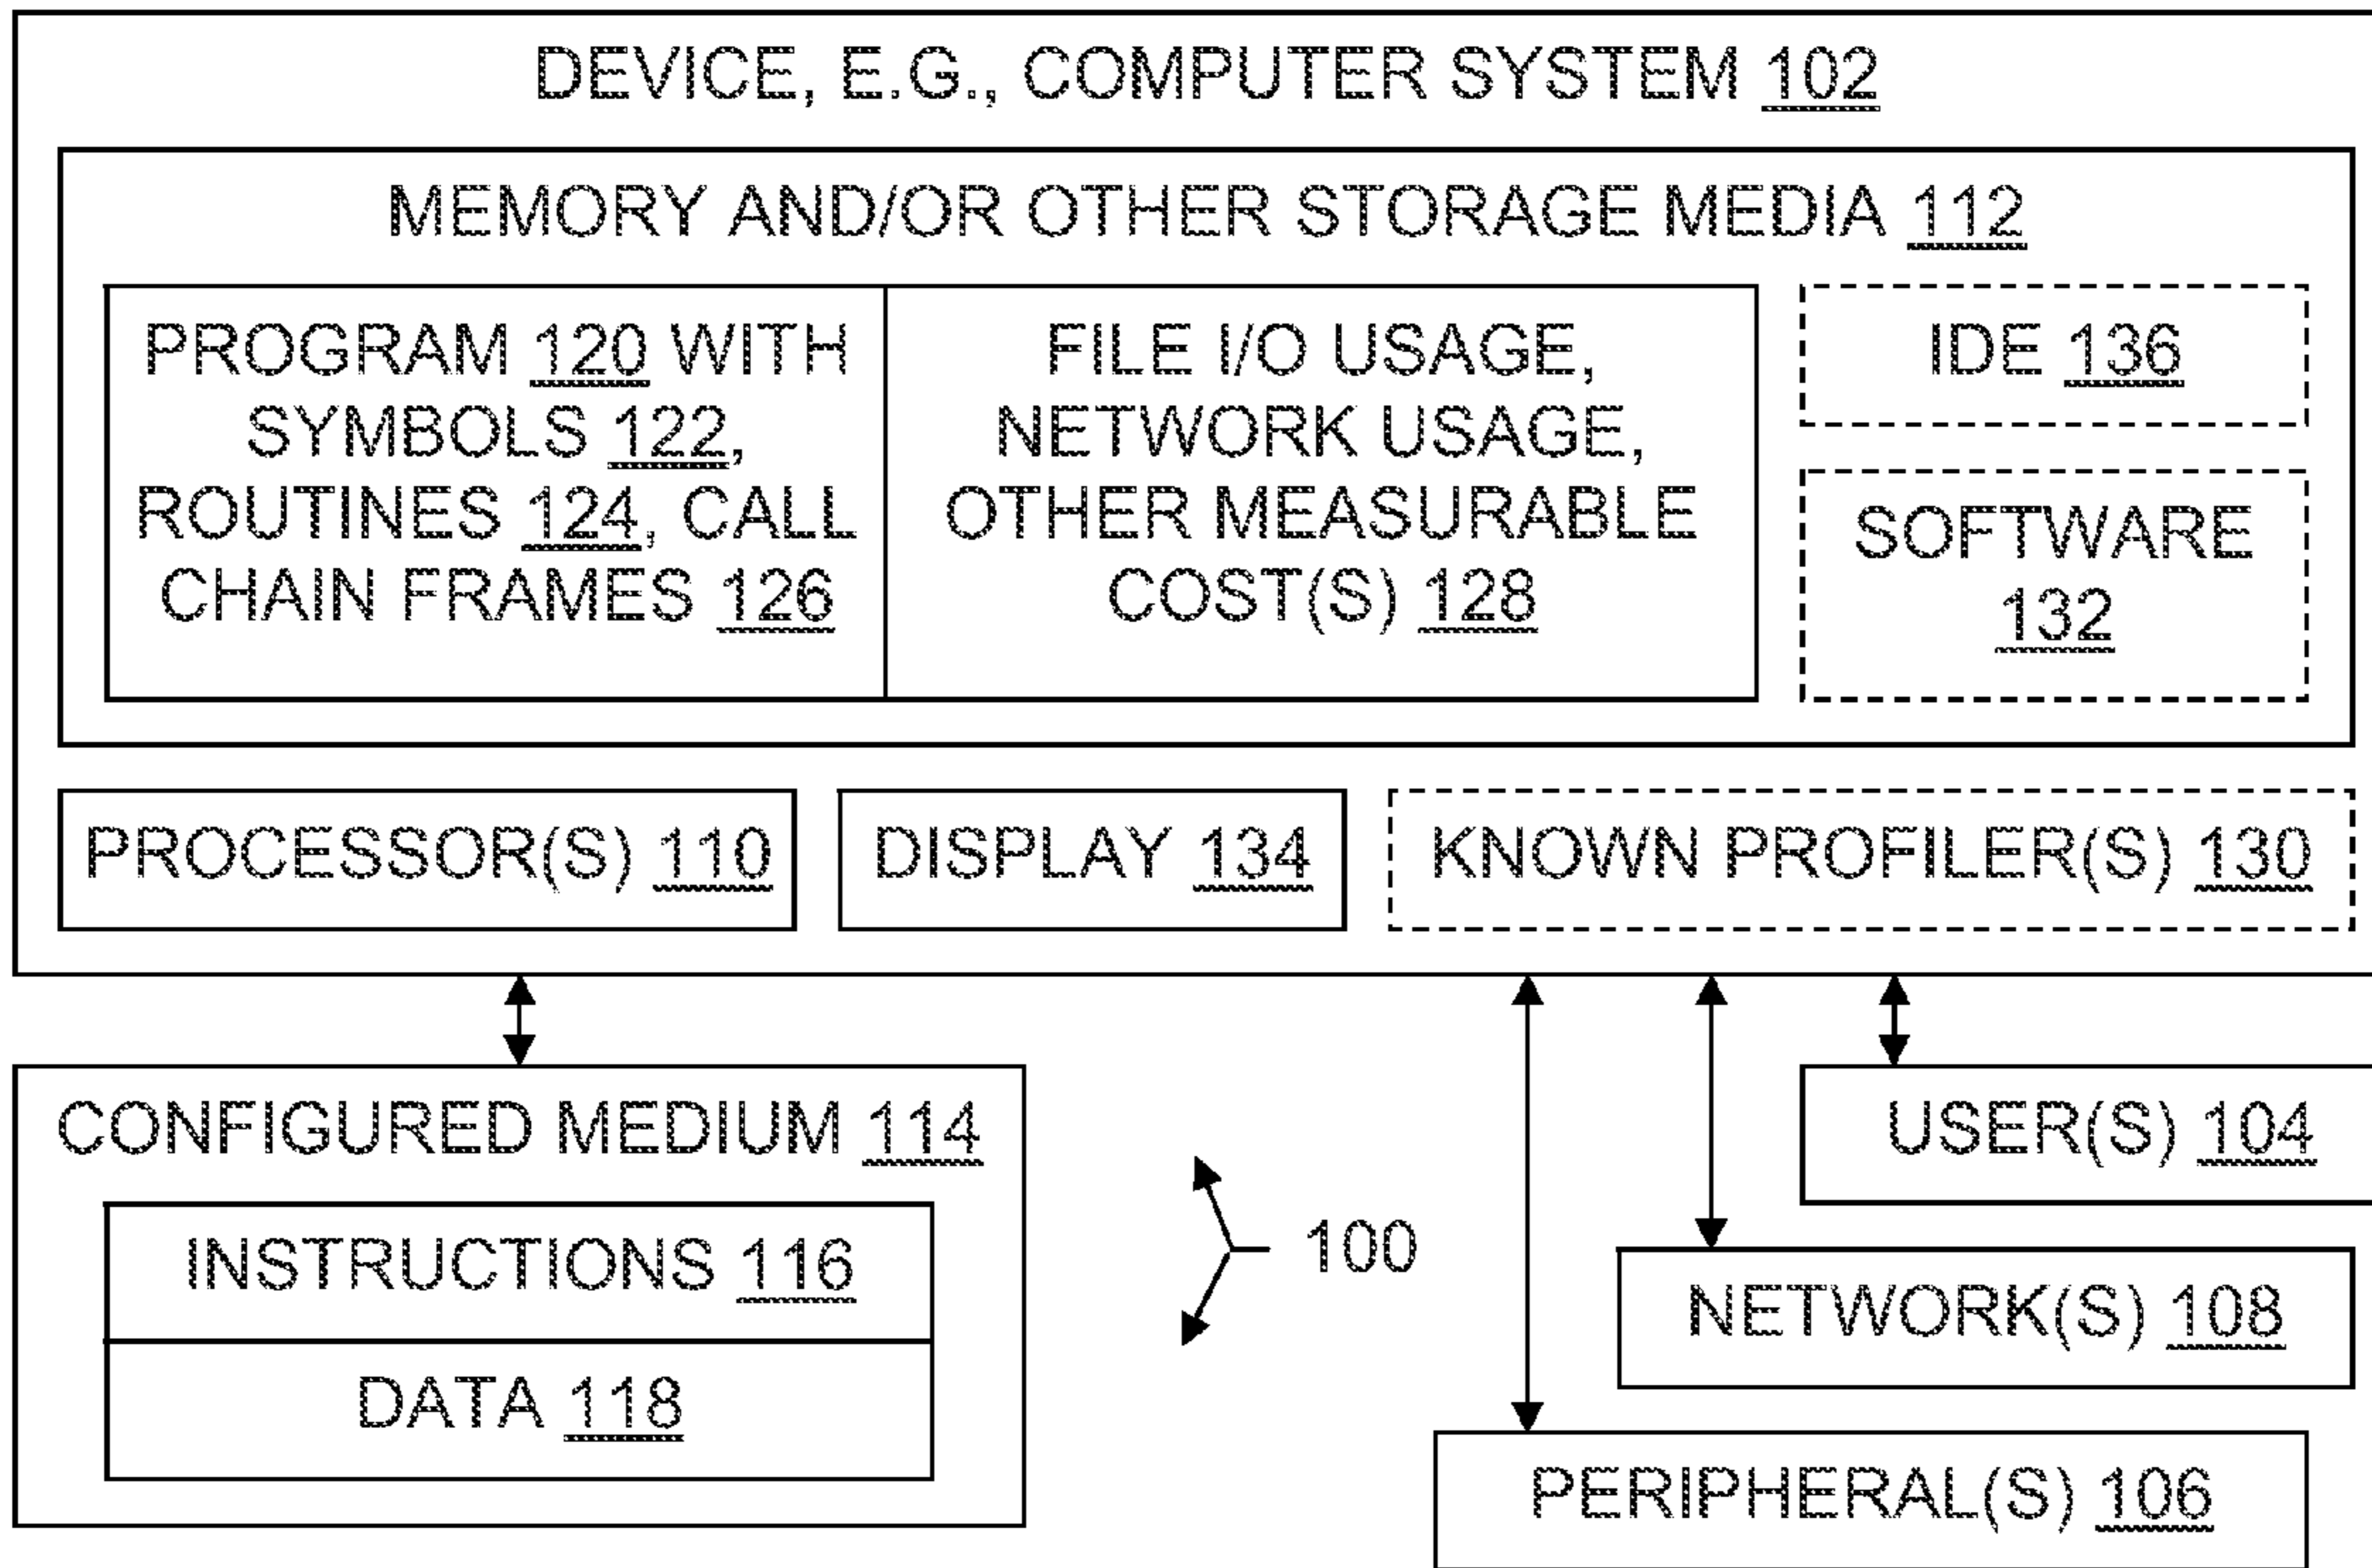 DEVICE, E.G., COMPUTER SYSTEM 102
MEMORY AND/OR OTHER STORAGE MEDIA 112
PROGRAM 120 WITH
SYMBOLS 122,
ROUTINES 124, CALL
CHAIN FRAMES 126
FILE I/O USAGE,
NETWORK USAGE,
OTHER MEASURABLE
COST(S) 128
IDE 136
SOFTWARE
132
PROCESSOR(S) 110
DISPLAY 134
KNOWN PROFILER(S) 130
CONFIGURED MEDIUM 114
INSTRUCTIONS 116
DATA 118
100
USER(S) 104
NETWORK(S) 108
PERIPHERAL(S) 106